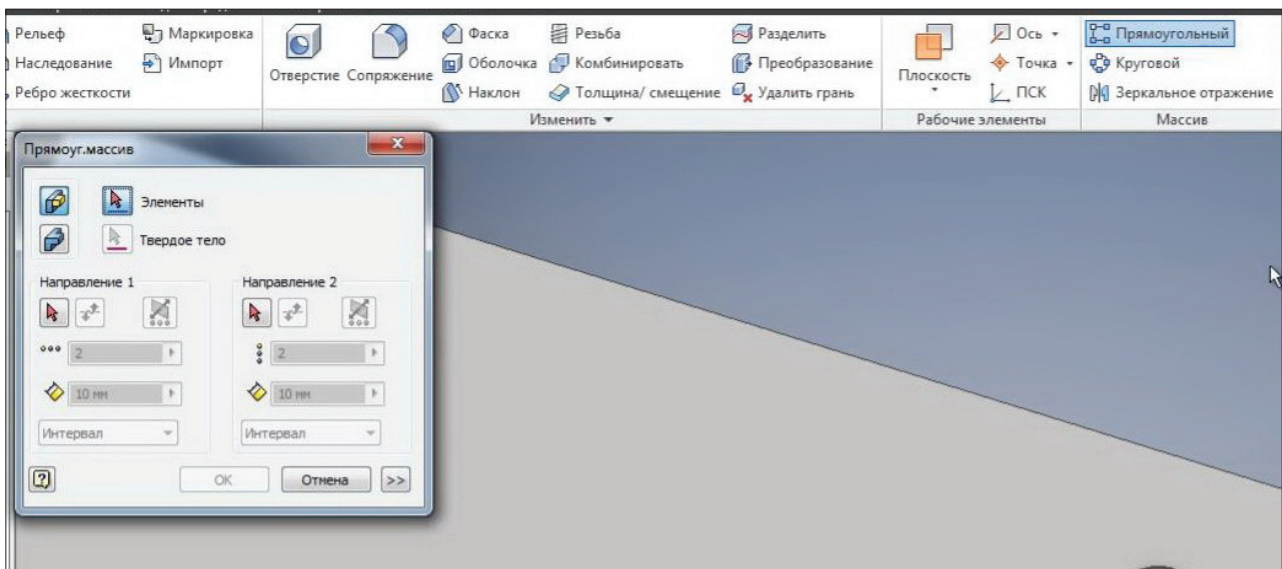 Рельеф Маркировка Фаска Резьба Разделить Ось Прямоугольный
Наследование Импорт Отверстие Сопряжение Оболочка Комбинировать Преобразование Плоскость Точка Круговой
Ребро жесткости Наклон Толщина/ смещение Удалить грань ПСК Зеркальное отражение
Изменить Рабочие элементы Массив
Прямоуг.массив
Элементы
Твердое тело
Направление 1 Направление 2
2 2
10 мм 10 мм
Интервал Интервал
OK Отмена >>